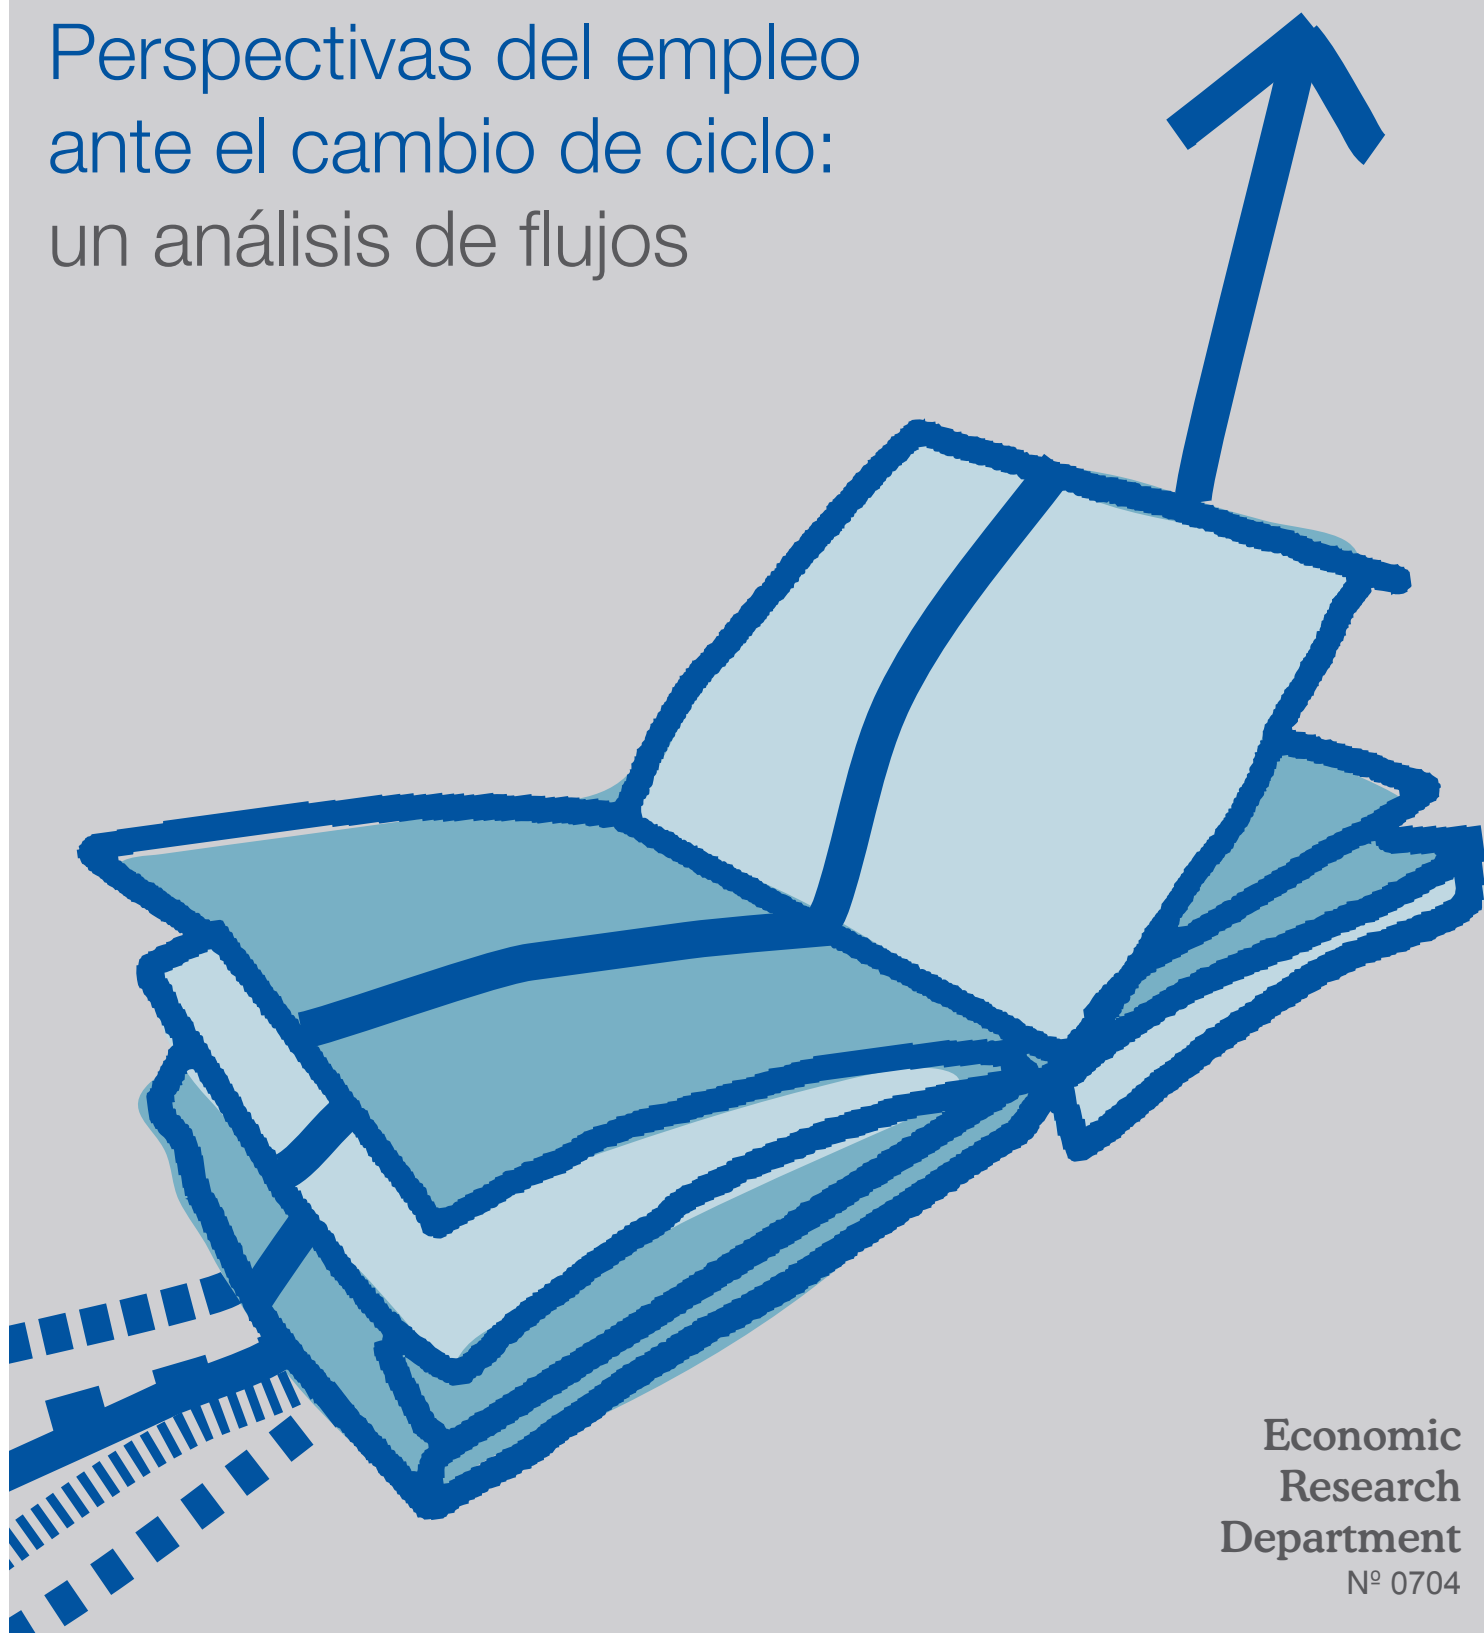 Perspectivas del empleo
ante el cambio de ciclo:
un análisis de flujos
Economic
Research
Department
Nº 0704